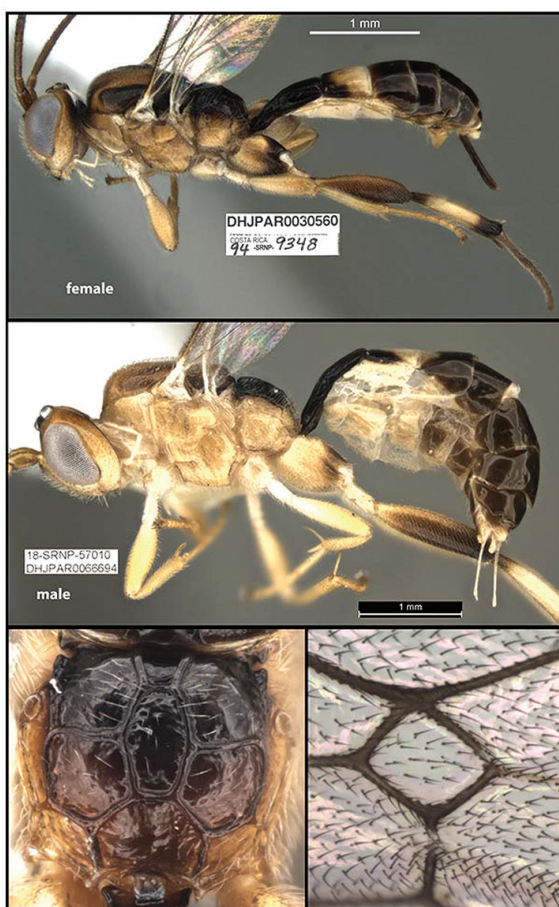 1 mm
DHJPAR0030560
COSTA RICA
94 -SRNP- 9348
female
18-SRNP-57010
DHJPAR0066694
male
1 mm